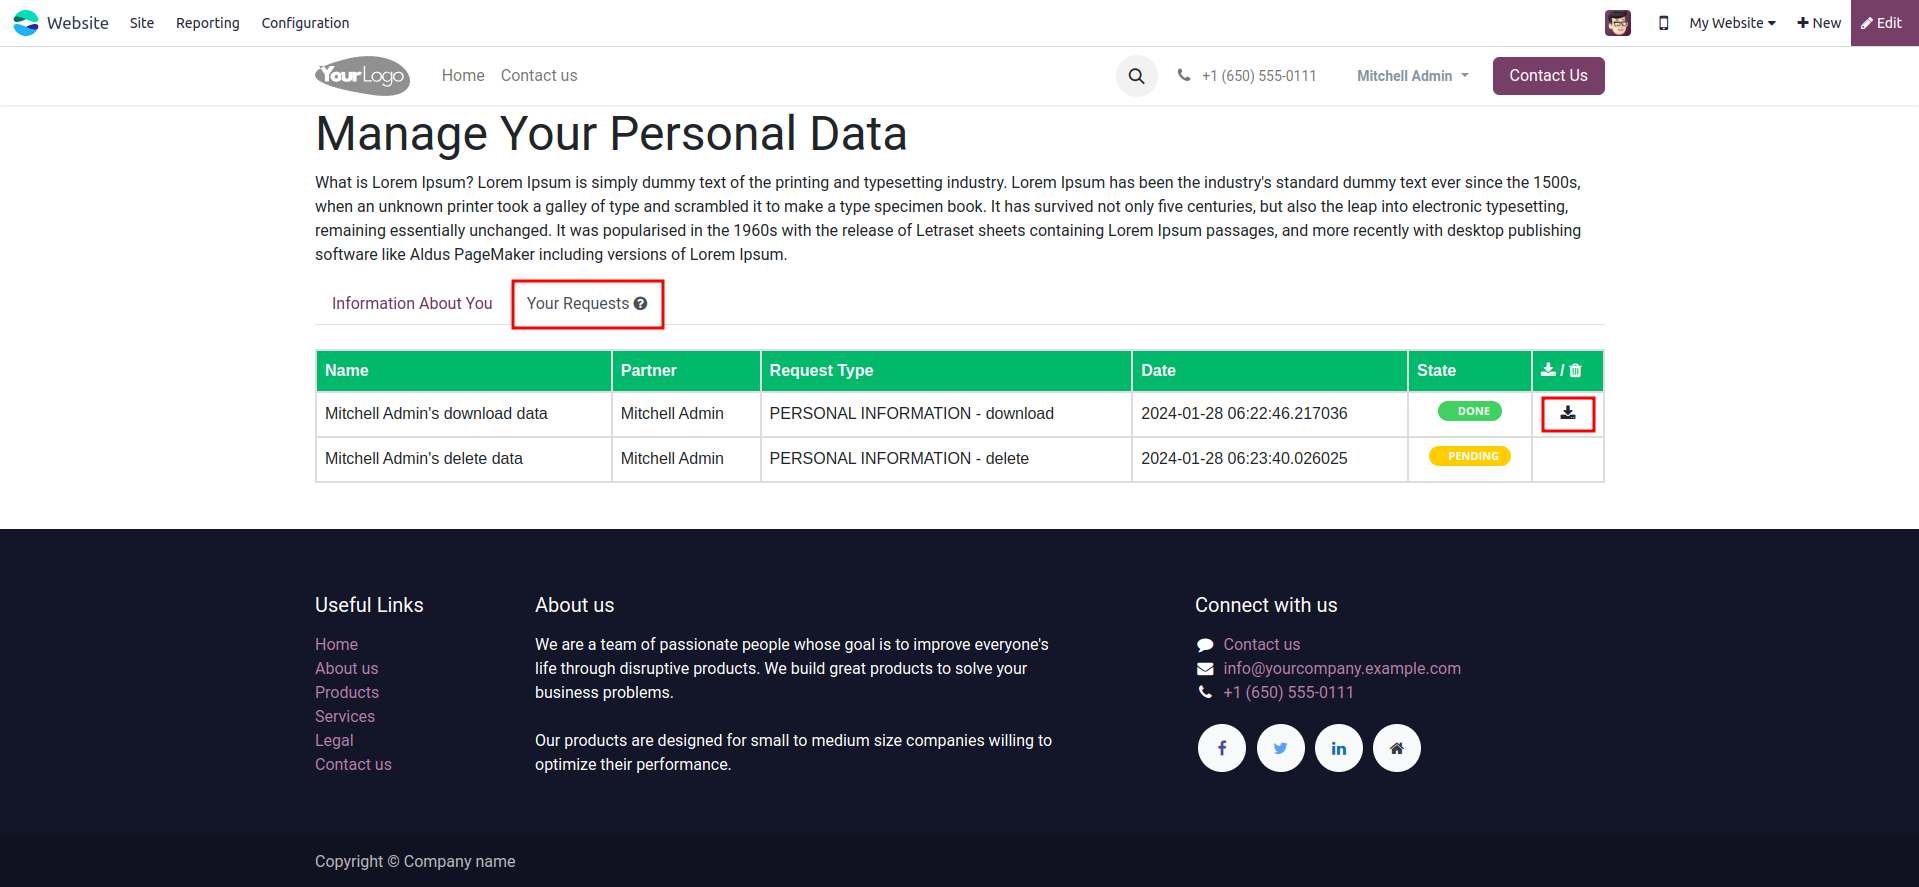 Website Site Reporting Configuration My Website + New Edit
YourLogo Home Contact us +1 (650) 555-0111 Mitchell Admin Contact Us
Manage Your Personal Data
What is Lorem Ipsum? Lorem Ipsum is simply dummy text of the printing and typesetting industry. Lorem Ipsum has been the industry's standard dummy text ever since the 1500s,
when an unknown printer took a galley of type and scrambled it to make a type specimen book. It has survived not only five centuries, but also the leap into electronic typesetting,
remaining essentially unchanged. It was popularised in the 1960s with the release of Letraset sheets containing Lorem Ipsum passages, and more recently with desktop publishing
software like Aldus PageMaker including versions of Lorem Ipsum.
Information About You Your Requests ?
Name Partner Request Type Date State /
Mitchell Admin's download data Mitchell Admin PERSONAL INFORMATION - download 2024-01-28 06:22:46.217036 DONE
Mitchell Admin's delete data Mitchell Admin PERSONAL INFORMATION - delete 2024-01-28 06:23:40.026025 PENDING
Useful Links
Home
About us
Products
Services
Legal
Contact us
About us
We are a team of passionate people whose goal is to improve everyone's
life through disruptive products. We build great products to solve your
business problems.
Our products are designed for small to medium size companies willing to
optimize their performance.
Connect with us
Contact us
info@yourcompany.example.com
+1 (650) 555-0111
Copyright © Company name